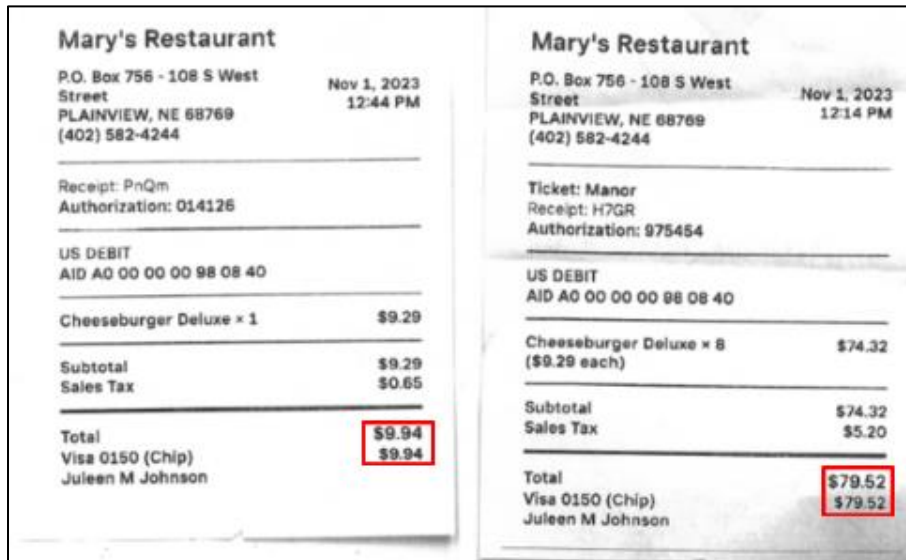 Mary's Restaurant
P.O. Box 756 - 108 S West
Street
PLAINVIEW, NE 68769
(402) 582-4244
Nov 1, 2023
12:44 PM
Receipt: PnQm
Authorization: 014126
US DEBIT
AID A0 00 00 00 98 08 40
Cheeseburger Deluxe × 1 $9.29
Subtotal $9.29
Sales Tax $0.65
Total $9.94
Visa 0150 (Chip) $9.94
Juleen M Johnson
Mary's Restaurant
P.O. Box 756 - 108 S West
Street
PLAINVIEW, NE 68769
(402) 582-4244
Nov 1, 2023
12:14 PM
Ticket: Manor
Receipt: H7GR
Authorization: 975454
US DEBIT
AID A0 00 00 00 98 08 40
Cheeseburger Deluxe × 8 $74.32
($9.29 each)
Subtotal $74.32
Sales Tax $5.20
Total $79.52
Visa 0150 (Chip) $79.52
Juleen M Johnson